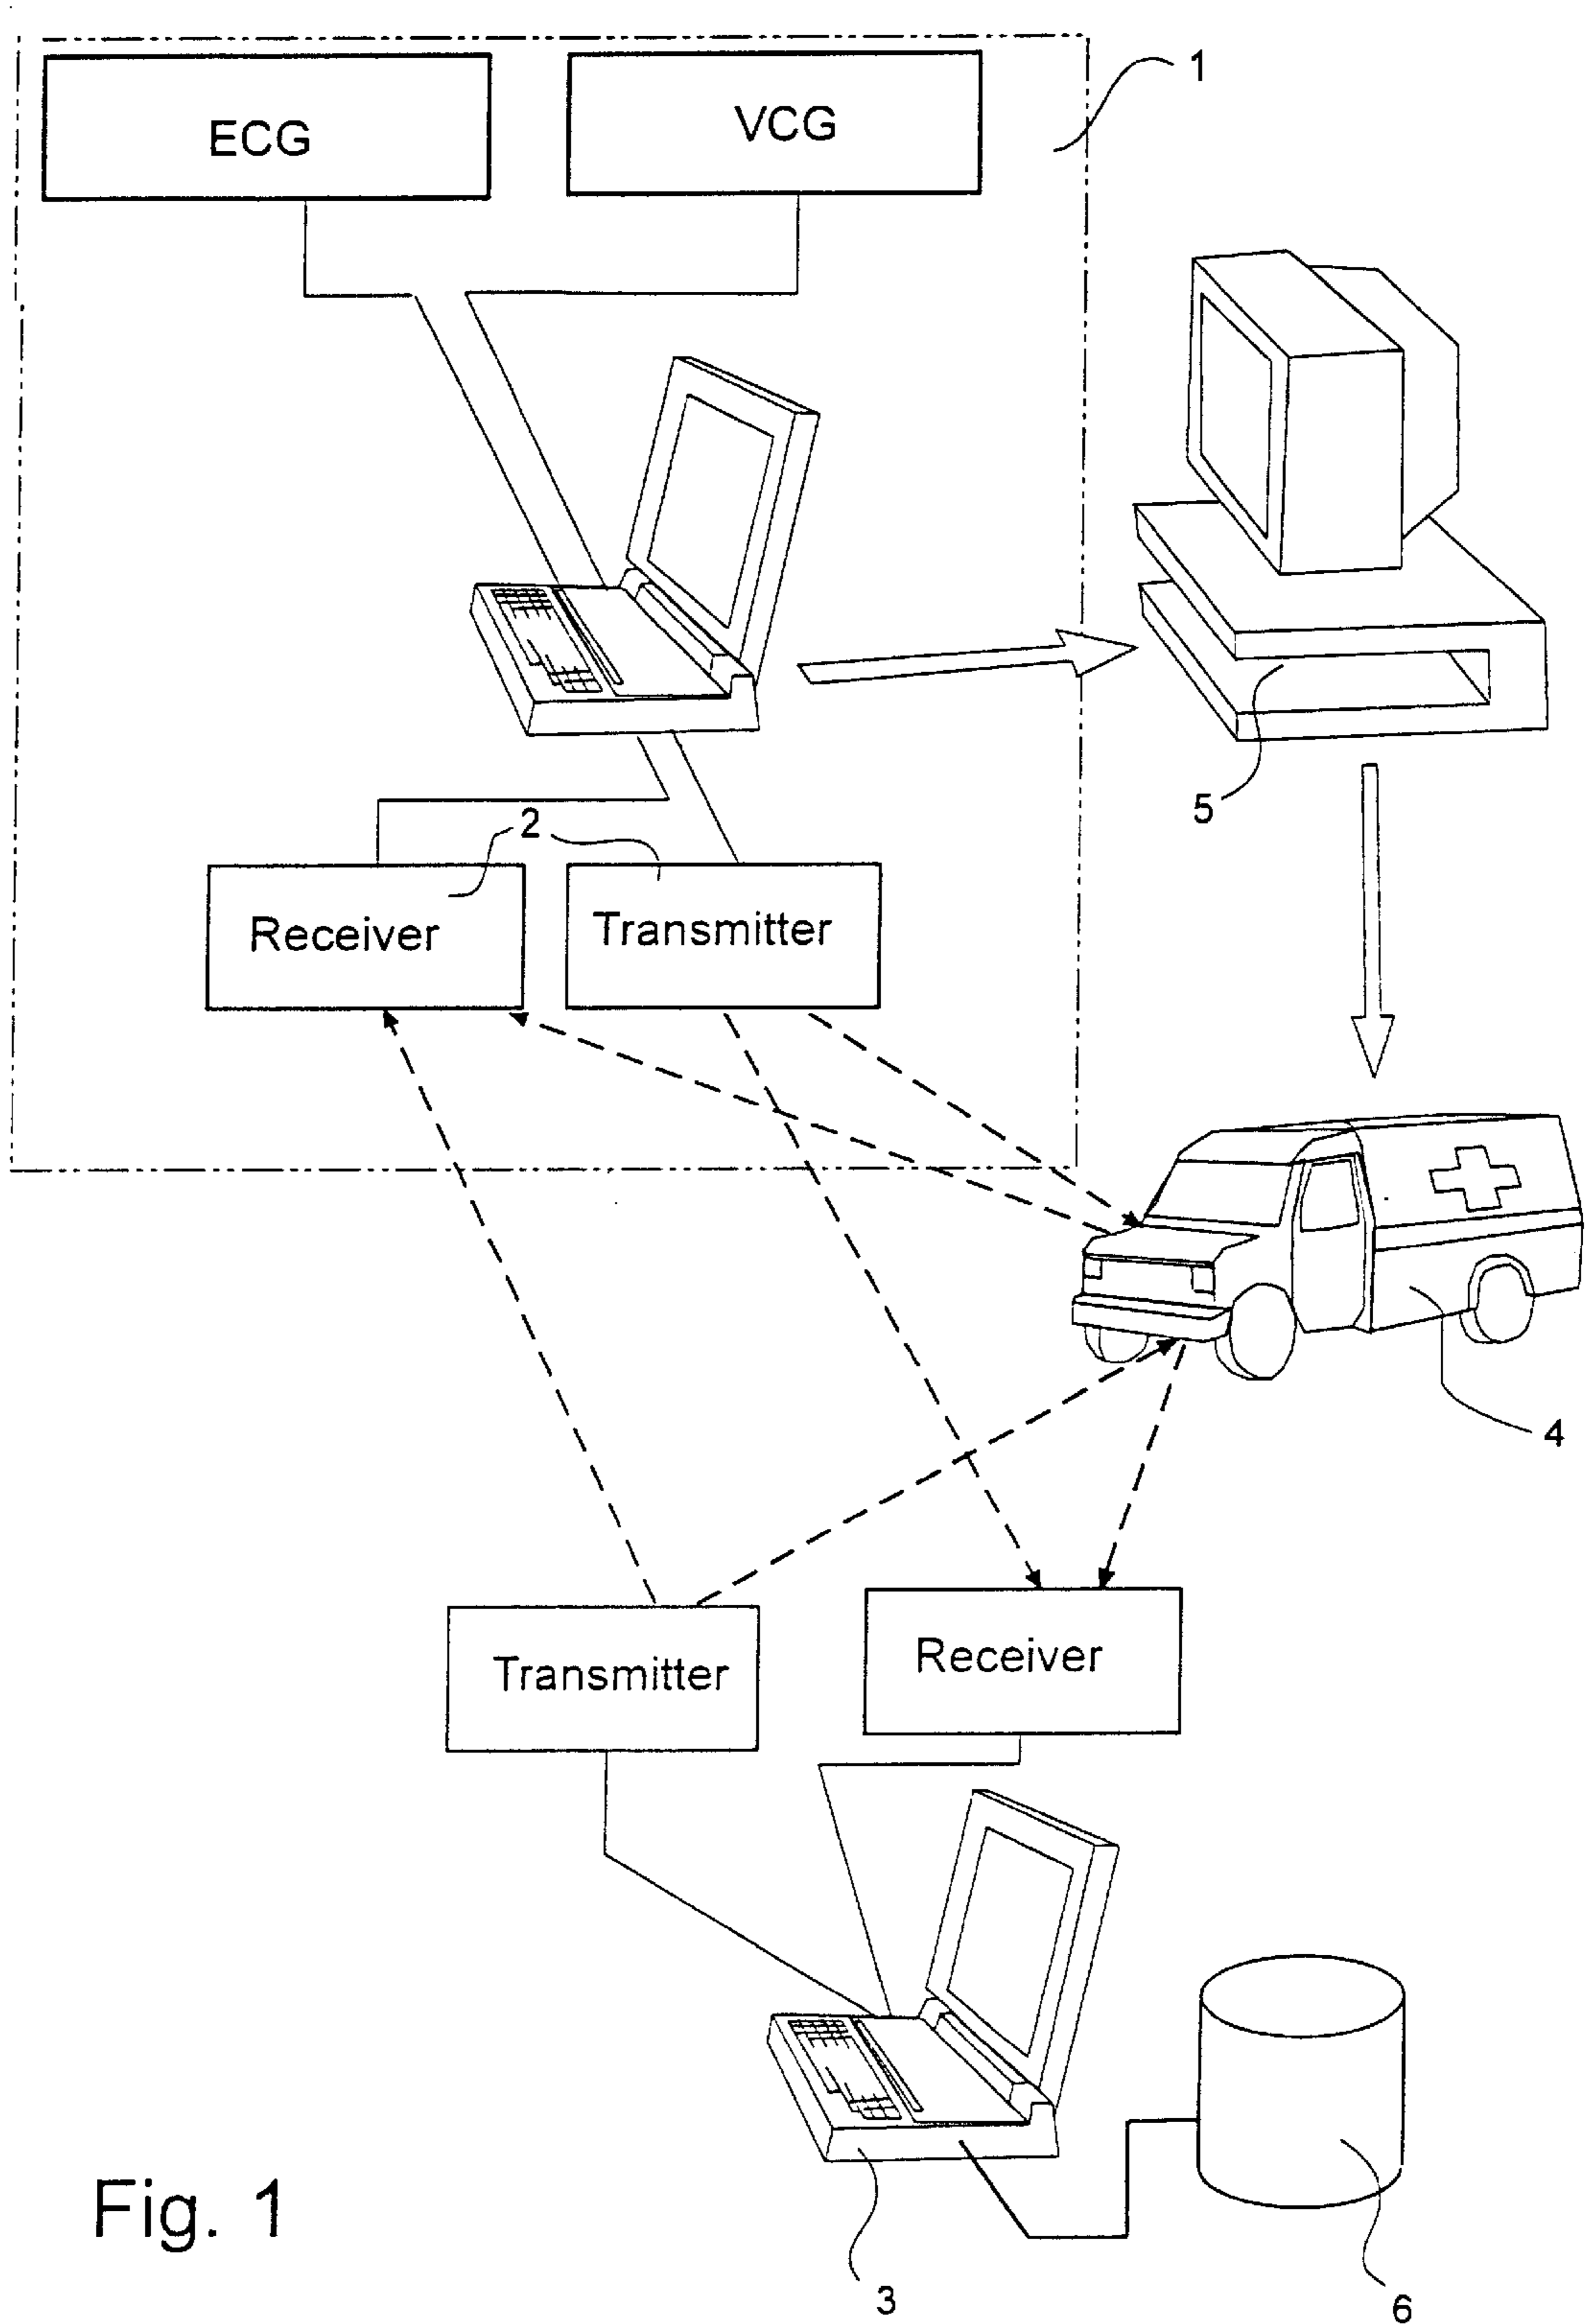 ECG
VCG
1
5
2
Receiver
Transmitter
4
Transmitter
Receiver
Fig. 1
3
6